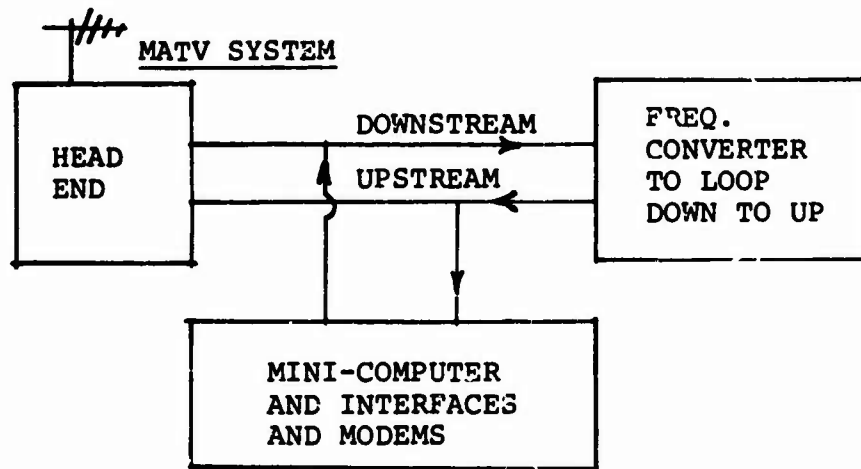 MATV SYSTEM
HEAD
END
DOWNSTREAM
UPSTREAM
FREQ.
CONVERTER
TO LOOP
DOWN TO UP
MINI-COMPUTER
AND INTERFACES
AND MODEMS